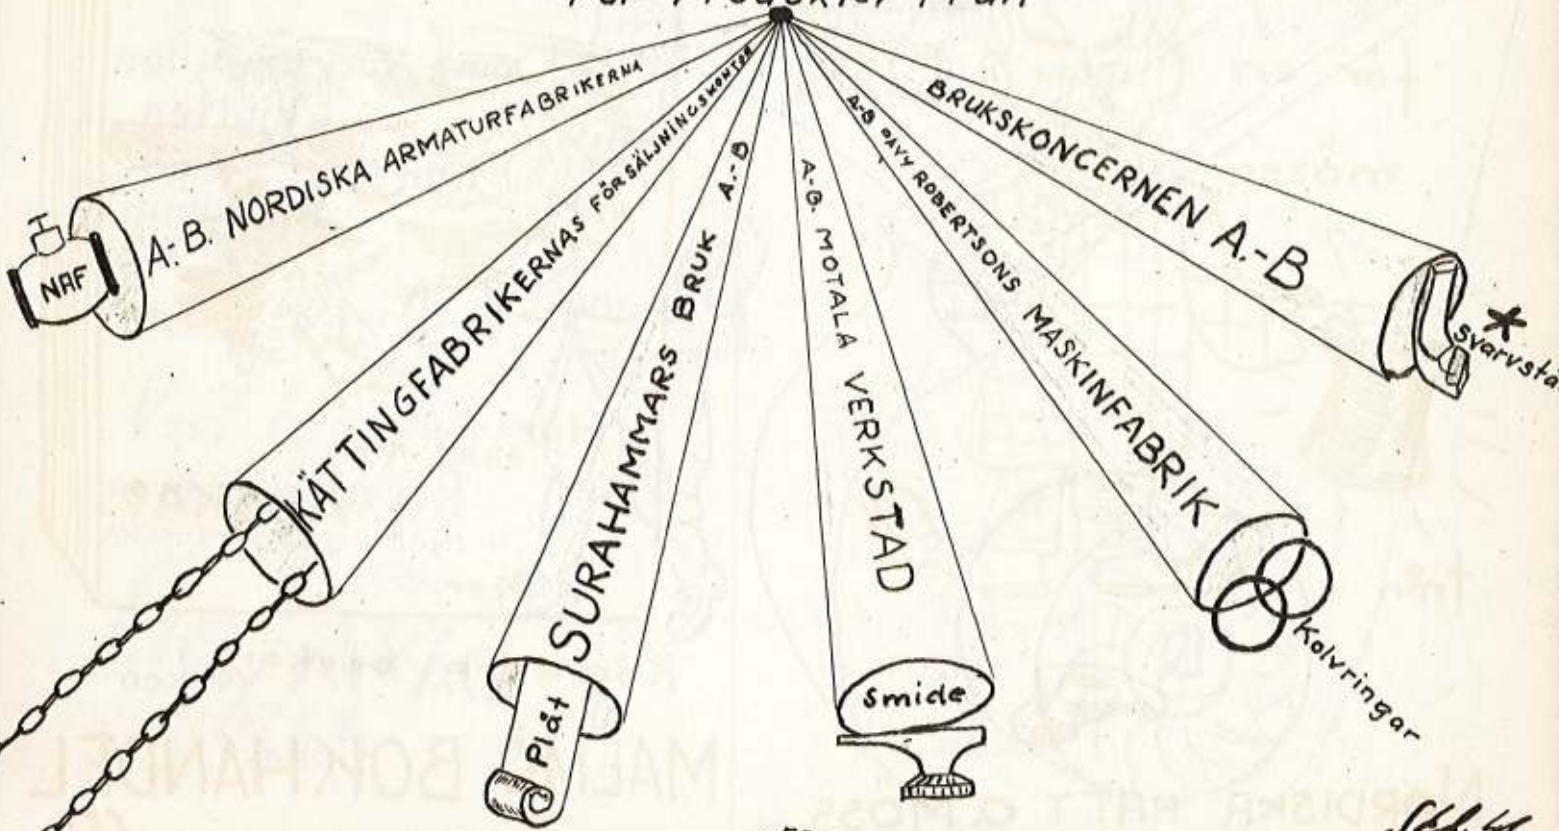 A.-B. NORDISKA ARMATURFABRIKERNA
NAF
KÄTTINGFABRIKERNAS FÖRSÄLJNINGSKONTOR
SURAHAMMARS BRUK A.-B
Plåt
A.-B. MOTALA VERKSTAD
Smide
A-B DAVY ROBERTSONS MASKINFABRIK
Kolvringar
BRUKSKONCERNEN A.-B
*